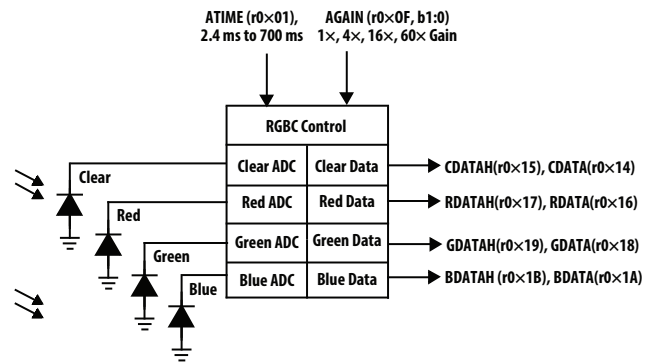 ATIME (r0×01),
2.4 ms to 700 ms
AGAIN (r0×0F, b1:0)
1×, 4×, 16×, 60× Gain
RGBC Control
Clear
Clear ADC
Clear Data
CDATAH(r0×15), CDATA(r0×14)
Red
Red ADC
Red Data
RDATAH(r0×17), RDATA(r0×16)
Green
Green ADC
Green Data
GDATAH(r0×19), GDATA(r0×18)
Blue
Blue ADC
Blue Data
BDATAH (r0×1B), BDATA(r0×1A)